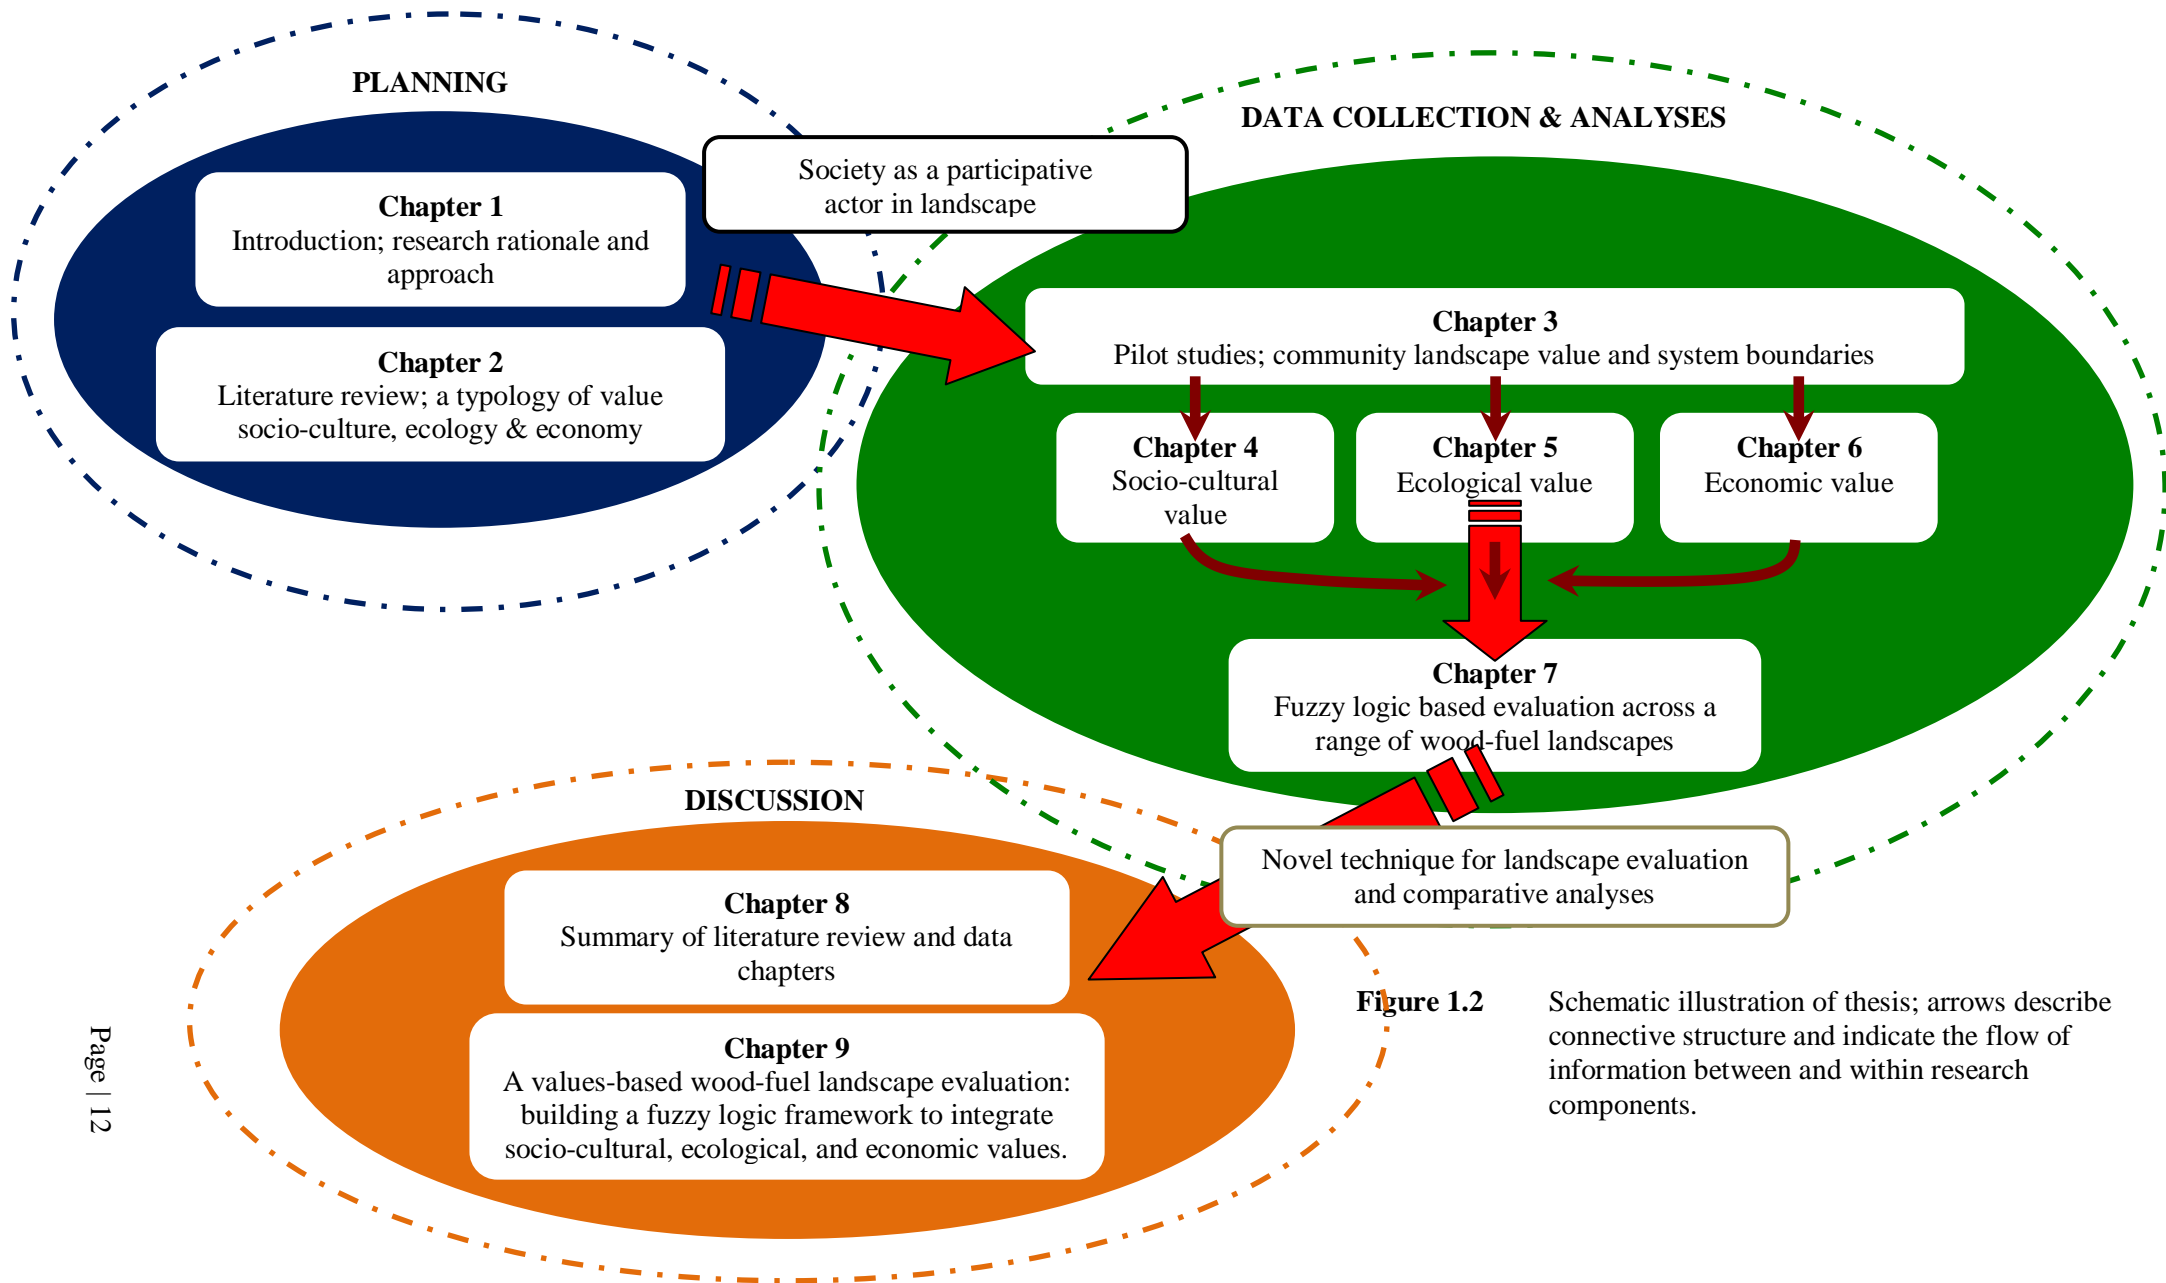 PLANNING
Chapter 1
Introduction; research rationale and
approach
Chapter 2
Literature review; a typology of value
socio-culture, ecology & economy
Society as a participative
actor in landscape
DATA COLLECTION & ANALYSES
Chapter 3
Pilot studies; community landscape value and system boundaries
Chapter 4
Socio-cultural
value
Chapter 5
Ecological value
Chapter 6
Economic value
Chapter 7
Fuzzy logic based evaluation across a
range of wood-fuel landscapes
Novel technique for landscape evaluation
and comparative analyses
DISCUSSION
Chapter 8
Summary of literature review and data
chapters
Chapter 9
A values-based wood-fuel landscape evaluation:
building a fuzzy logic framework to integrate
socio-cultural, ecological, and economic values.
Figure 1.2 Schematic illustration of thesis; arrows describe
connective structure and indicate the flow of
information between and within research
components.
Page | 12